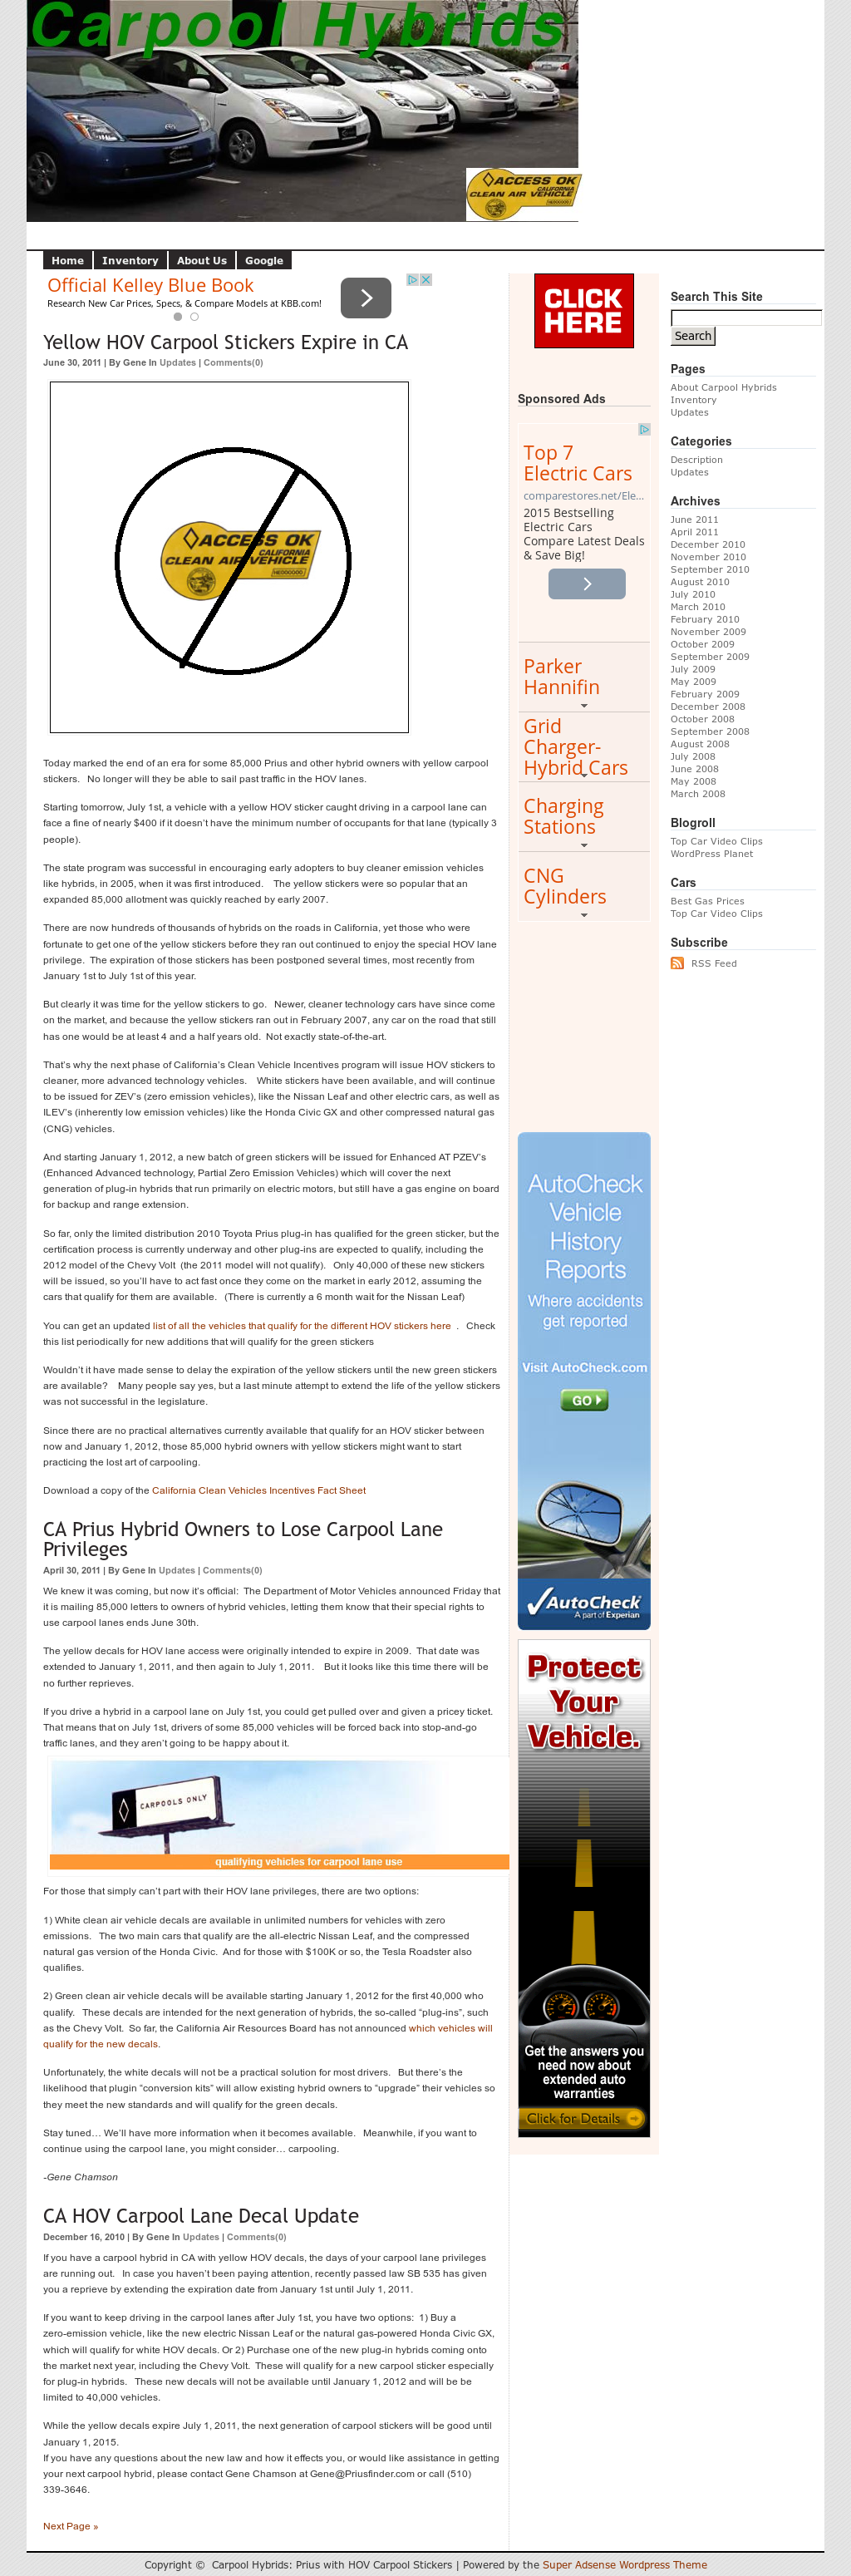 Carpool Hybrids
ACCESS OK
CALIFORNIA
CLEAN AIR VEHICLE
Home
Inventory
About Us
Google
Official Kelley Blue Book
Research New Car Prices, Specs, & Compare Models at KBB.com!
Yellow HOV Carpool Stickers Expire in CA
June 30, 2011 | By Gene In Updates | Comments(0)
ACCESS OK
CALIFORNIA
CLEAN AIR VEHICLE
Today marked the end of an era for some 85,000 Prius and other hybrid owners with yellow carpool
stickers. No longer will they be able to sail past traffic in the HOV lanes.
Starting tomorrow, July 1st, a vehicle with a yellow HOV sticker caught driving in a carpool lane can
face a fine of nearly $400 if it doesn't have the minimum number of occupants for that lane (typically 3
people).
The state program was successful in encouraging early adopters to buy cleaner emission vehicles
like hybrids, in 2005, when it was first introduced. The yellow stickers were so popular that an
expanded 85,000 allotment was quickly reached by early 2007.
There are now hundreds of thousands of hybrids on the roads in California, yet those who were
fortunate to get one of the yellow stickers before they ran out continued to enjoy the special HOV lane
privilege. The expiration of those stickers has been postponed several times, most recently from
January 1st to July 1st of this year.
But clearly it was time for the yellow stickers to go. Newer, cleaner technology cars have since come
on the market, and because the yellow stickers ran out in February 2007, any car on the road that still
has one would be at least 4 and a half years old. Not exactly state-of-the-art.
That's why the next phase of California's Clean Vehicle Incentives program will issue HOV stickers to
cleaner, more advanced technology vehicles. White stickers have been available, and will continue
to be issued for ZEV's (zero emission vehicles), like the Nissan Leaf and other electric cars, as well as
ILEV's (inherently low emission vehicles) like the Honda Civic GX and other compressed natural gas
(CNG) vehicles.
And starting January 1, 2012, a new batch of green stickers will be issued for Enhanced AT PZEV's
(Enhanced Advanced technology, Partial Zero Emission Vehicles) which will cover the next
generation of plug-in hybrids that run primarily on electric motors, but still have a gas engine on board
for backup and range extension.
So far, only the limited distribution 2010 Toyota Prius plug-in has qualified for the green sticker, but the
certification process is currently underway and other plug-ins are expected to qualify, including the
2012 model of the Chevy Volt (the 2011 model will not qualify). Only 40,000 of these new stickers
will be issued, so you'll have to act fast once they come on the market in early 2012, assuming the
cars that qualify for them are available. (There is currently a 6 month wait for the Nissan Leaf)
You can get an updated list of all the vehicles that qualify for the different HOV stickers here . Check
this list periodically for new additions that will qualify for the green stickers
Wouldn't it have made sense to delay the expiration of the yellow stickers until the new green stickers
are available? Many people say yes, but a last minute attempt to extend the life of the yellow stickers
was not successful in the legislature.
Since there are no practical alternatives currently available that qualify for an HOV sticker between
now and January 1, 2012, those 85,000 hybrid owners with yellow stickers might want to start
practicing the lost art of carpooling.
Download a copy of the California Clean Vehicles Incentives Fact Sheet
CA Prius Hybrid Owners to Lose Carpool Lane
Privileges
April 30, 2011 | By Gene In Updates | Comments(0)
We knew it was coming, but now it's official: The Department of Motor Vehicles announced Friday that
it is mailing 85,000 letters to owners of hybrid vehicles, letting them know that their special rights to
use carpool lanes ends June 30th.
The yellow decals for HOV lane access were originally intended to expire in 2009. That date was
extended to January 1, 2011, and then again to July 1, 2011. But it looks like this time there will be
no further reprieves.
If you drive a hybrid in a carpool lane on July 1st, you could get pulled over and given a pricey ticket.
That means that on July 1st, drivers of some 85,000 vehicles will be forced back into stop-and-go
traffic lanes, and they aren't going to be happy about it.
CARPOOLS ONLY
qualifying vehicles for carpool lane use
For those that simply can't part with their HOV lane privileges, there are two options:
1) White clean air vehicle decals are available in unlimited numbers for vehicles with zero
emissions. The two main cars that qualify are the all-electric Nissan Leaf, and the compressed
natural gas version of the Honda Civic. And for those with $100K or so, the Tesla Roadster also
qualifies.
2) Green clean air vehicle decals will be available starting January 1, 2012 for the first 40,000 who
qualify. These decals are intended for the next generation of hybrids, the so-called "plug-ins", such
as the Chevy Volt. So far, the California Air Resources Board has not announced which vehicles will
qualify for the new decals.
Unfortunately, the white decals will not be a practical solution for most drivers. But there's the
likelihood that plugin "conversion kits" will allow existing hybrid owners to "upgrade" their vehicles so
they meet the new standards and will qualify for the green decals.
Stay tuned… We'll have more information when it becomes available. Meanwhile, if you want to
continue using the carpool lane, you might consider… carpooling.
-Gene Chamson
CA HOV Carpool Lane Decal Update
December 16, 2010 | By Gene In Updates | Comments(0)
If you have a carpool hybrid in CA with yellow HOV decals, the days of your carpool lane privileges
are running out. In case you haven't been paying attention, recently passed law SB 535 has given
you a reprieve by extending the expiration date from January 1st until July 1, 2011.
If you want to keep driving in the carpool lanes after July 1st, you have two options: 1) Buy a
zero-emission vehicle, like the new electric Nissan Leaf or the natural gas-powered Honda Civic GX,
which will qualify for white HOV decals. Or 2) Purchase one of the new plug-in hybrids coming onto
the market next year, including the Chevy Volt. These will qualify for a new carpool sticker especially
for plug-in hybrids. These new decals will not be available until January 1, 2012 and will be be
limited to 40,000 vehicles.
While the yellow decals expire July 1, 2011, the next generation of carpool stickers will be good until
January 1, 2015.
If you have any questions about the new law and how it effects you, or would like assistance in getting
your next carpool hybrid, please contact Gene Chamson at Gene@Priusfinder.com or call (510)
339-3646.
Next Page »
CLICK
HERE
Sponsored Ads
Top 7
Electric Cars
comparestores.net/Ele...
2015 Bestselling
Electric Cars
Compare Latest Deals
& Save Big!
Parker
Hannifin
Grid
Charger-
Hybrid Cars
Charging
Stations
CNG
Cylinders
AutoCheck
Vehicle
History
Reports
Where accidents
get reported
Visit AutoCheck.com
GO
AutoCheck
A part of Experian
Protect
Your
Vehicle.
Get the answers you
need now about
extended auto
warranties
Click for Details
Search This Site
Search
Pages
About Carpool Hybrids
Inventory
Updates
Categories
Description
Updates
Archives
June 2011
April 2011
December 2010
November 2010
September 2010
August 2010
July 2010
March 2010
February 2010
November 2009
October 2009
September 2009
July 2009
May 2009
February 2009
December 2008
October 2008
September 2008
August 2008
July 2008
June 2008
May 2008
March 2008
Blogroll
Top Car Video Clips
WordPress Planet
Cars
Best Gas Prices
Top Car Video Clips
Subscribe
RSS Feed
Copyright © Carpool Hybrids: Prius with HOV Carpool Stickers | Powered by the Super Adsense Wordpress Theme